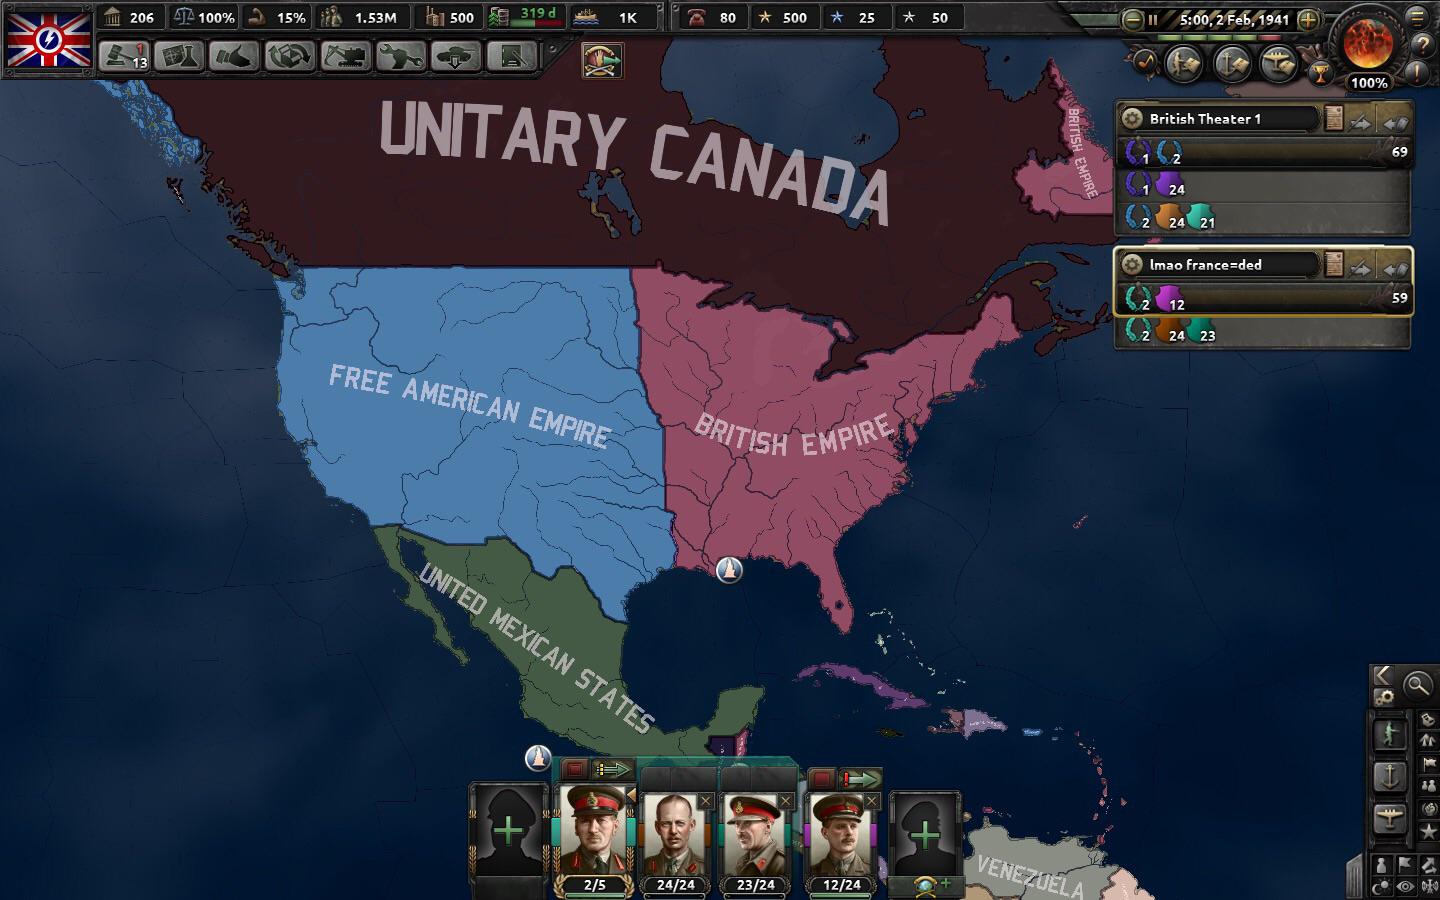 206
100%
15%
1.53M
500
319 d
1K
80
500
25
50
5:00, 2 Feb, 1941
1
13
100%
?
!
British Theater 1
1
2
69
1
24
2
24
21
lmao france=ded
2
12
59
2
24
23
UNITARY CANADA
BRITISH EMPIRE
FREE AMERICAN EMPIRE
BRITISH EMPIRE
UNITED MEXICAN STATES
VENEZUELA
2/5
24/24
23/24
12/24